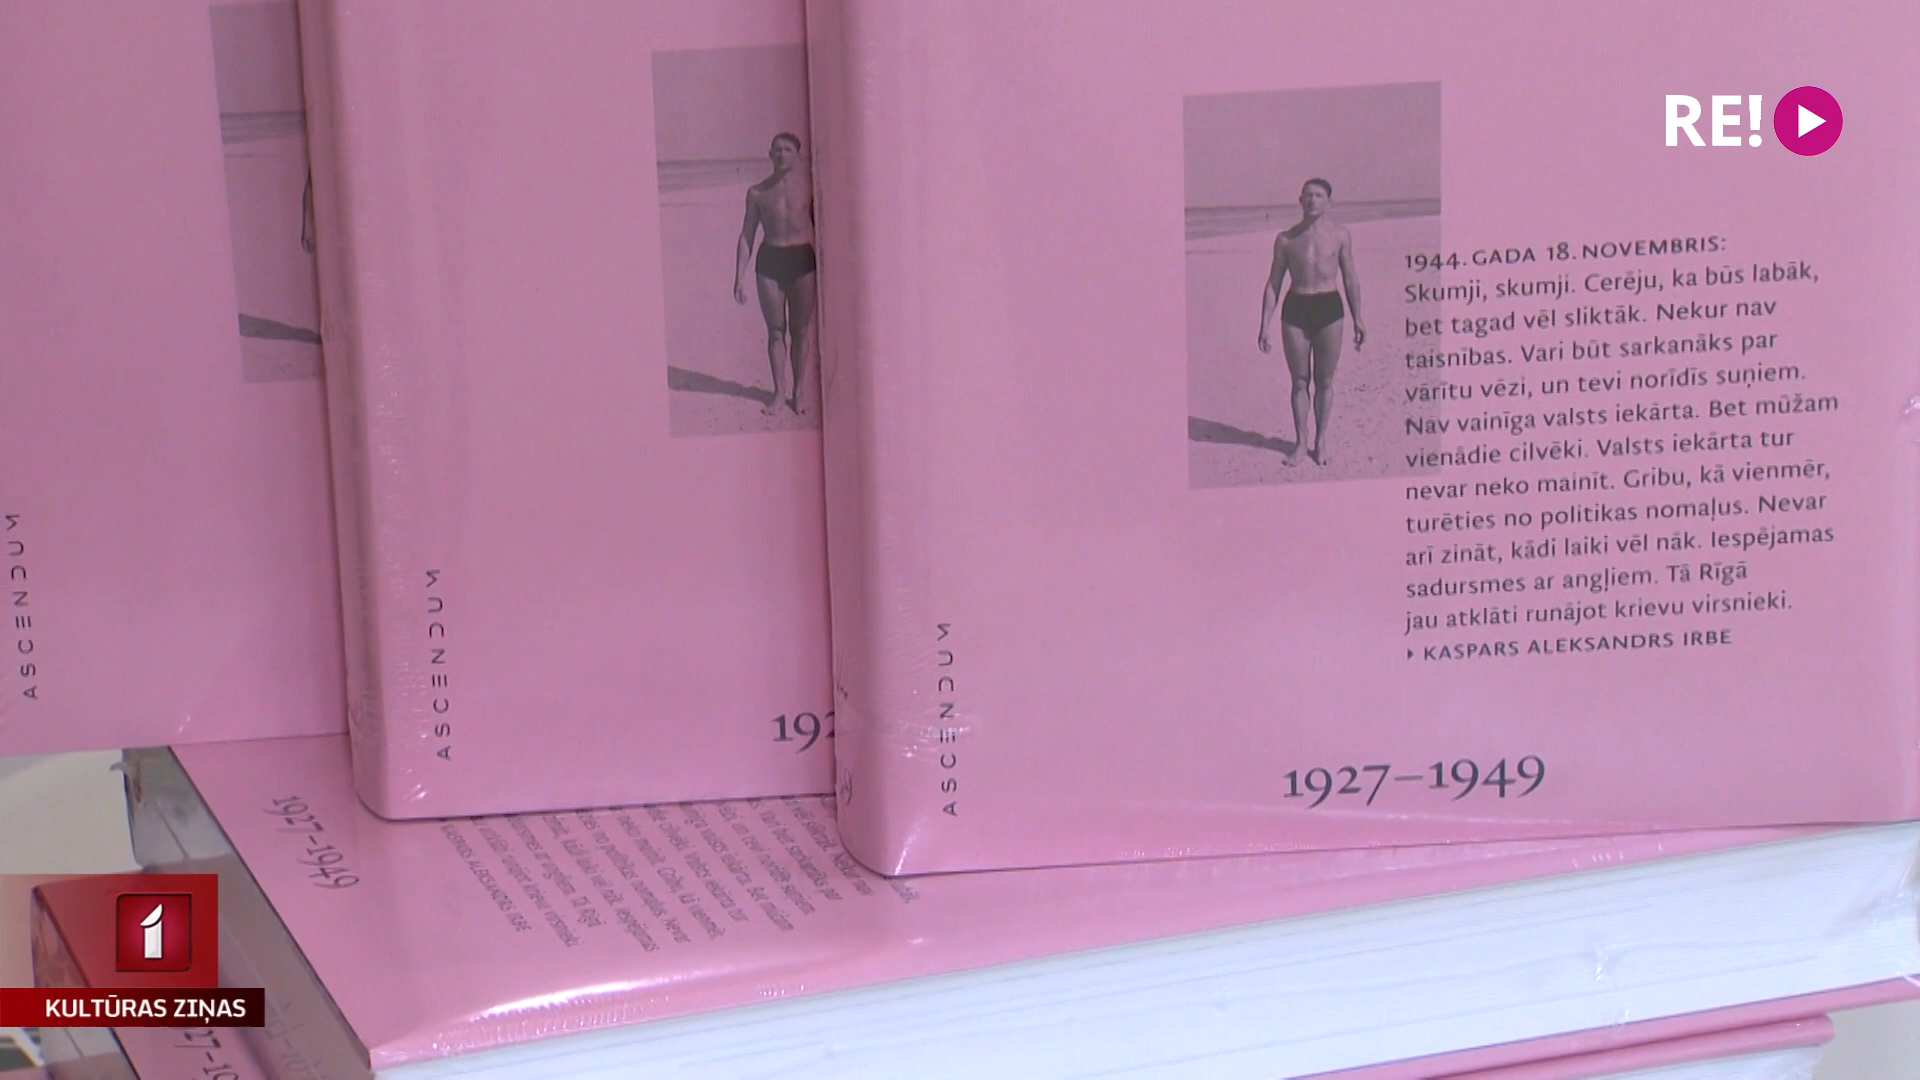 RE!
1944. GADA 18. NOVEMBRIS:
Skumji, skumji. Cerēju, ka būs labāk,
bet tagad vēl sliktāk. Nekur nav
taisnības. Vari būt sarkanāks par
vārītu vēzi, un tevi norīdīs suņiem.
Nav vainīga valsts iekārta. Bet mūžam
vienādie cilvēki. Valsts iekārta tur
nevar neko mainīt. Gribu, kā vienmēr,
turēties no politikas nomaļus. Nevar
arī zināt, kādi laiki vēl nāk. Iespējamas
sadursmes ar angļiem. Tā Rīgā
jau atklāti runājot krievu virsnieki.
KASPARS ALEKSANDRS IRBE
1927–1949
ASCENDUM
ASCENDUM
ASCENDUM
192
1927–1949
1
KULTŪRAS ZIŅAS